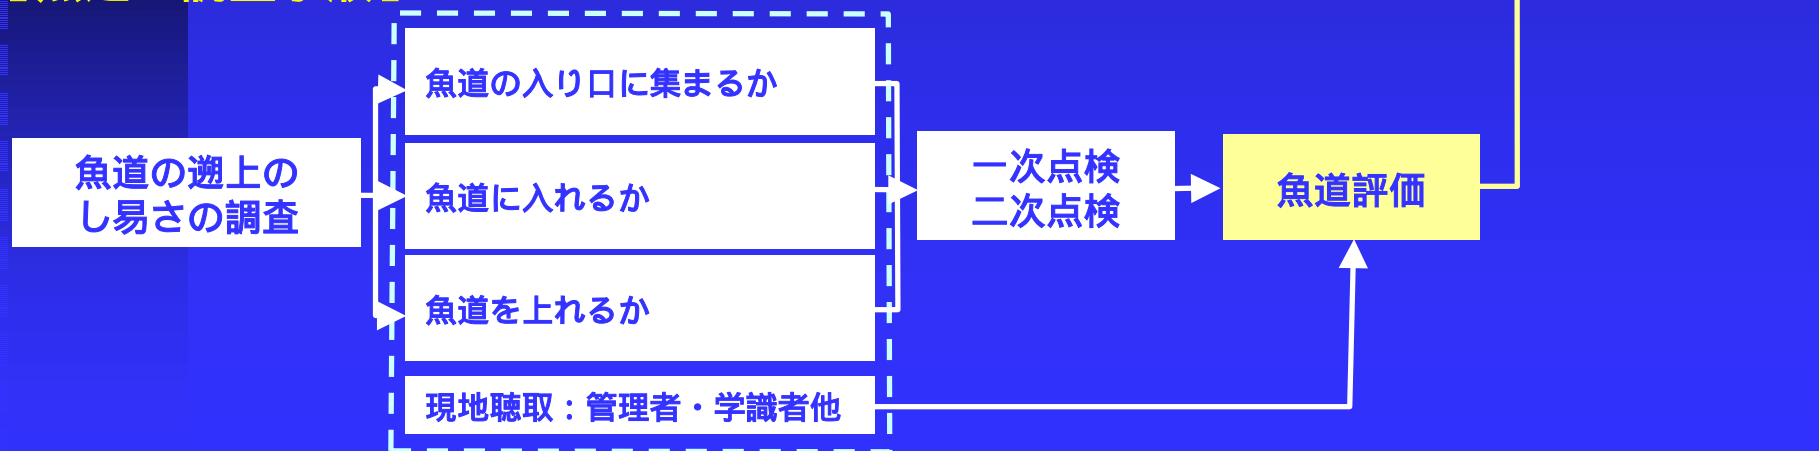 魚道の遡上の
し易さの調査
魚道の入り口に集まるか
魚道に入れるか
魚道を上れるか
現地聴取：管理者・学識者他
一次点検
二次点検
魚道評価